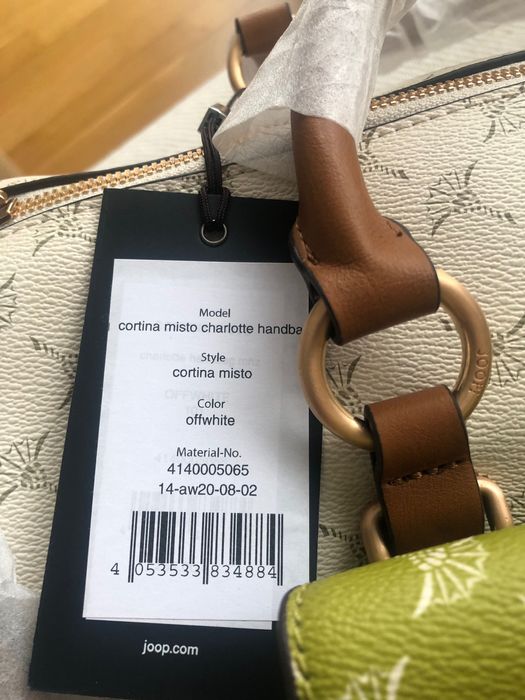 Model
cortina misto charlotte handba
Style
cortina misto
Color
offwhite
Material-No.
4140005065
14-aw20-08-02
4 053533 834884
joop.com
JOOP!